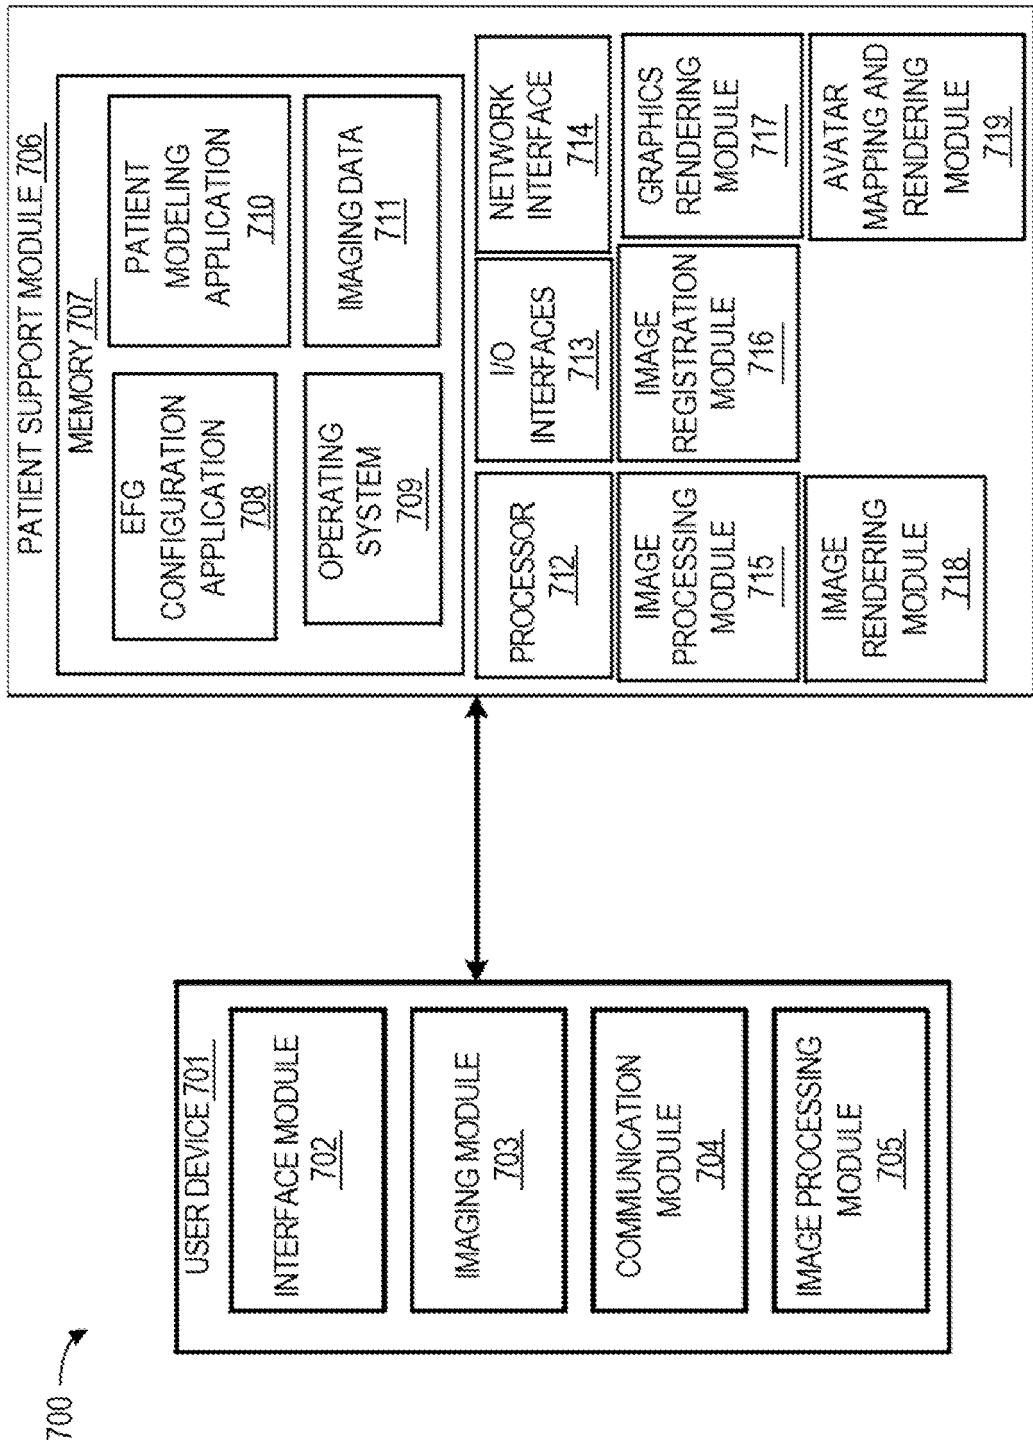 700
USER DEVICE 701
INTERFACE MODULE
702
IMAGING MODULE
703
COMMUNICATION
MODULE
704
IMAGE PROCESSING
MODULE
705
PATIENT SUPPORT MODULE 706
MEMORY 707
EFG
CONFIGURATION
APPLICATION
708
PATIENT
MODELING
APPLICATION
710
OPERATING
SYSTEM
709
IMAGING DATA
711
PROCESSOR
712
I/O
INTERFACES
713
NETWORK
INTERFACE
714
IMAGE
PROCESSING
MODULE
715
IMAGE
REGISTRATION
MODULE
716
GRAPHICS
RENDERING
MODULE
717
IMAGE
RENDERING
MODULE
718
AVATAR
MAPPING AND
RENDERING
MODULE
719